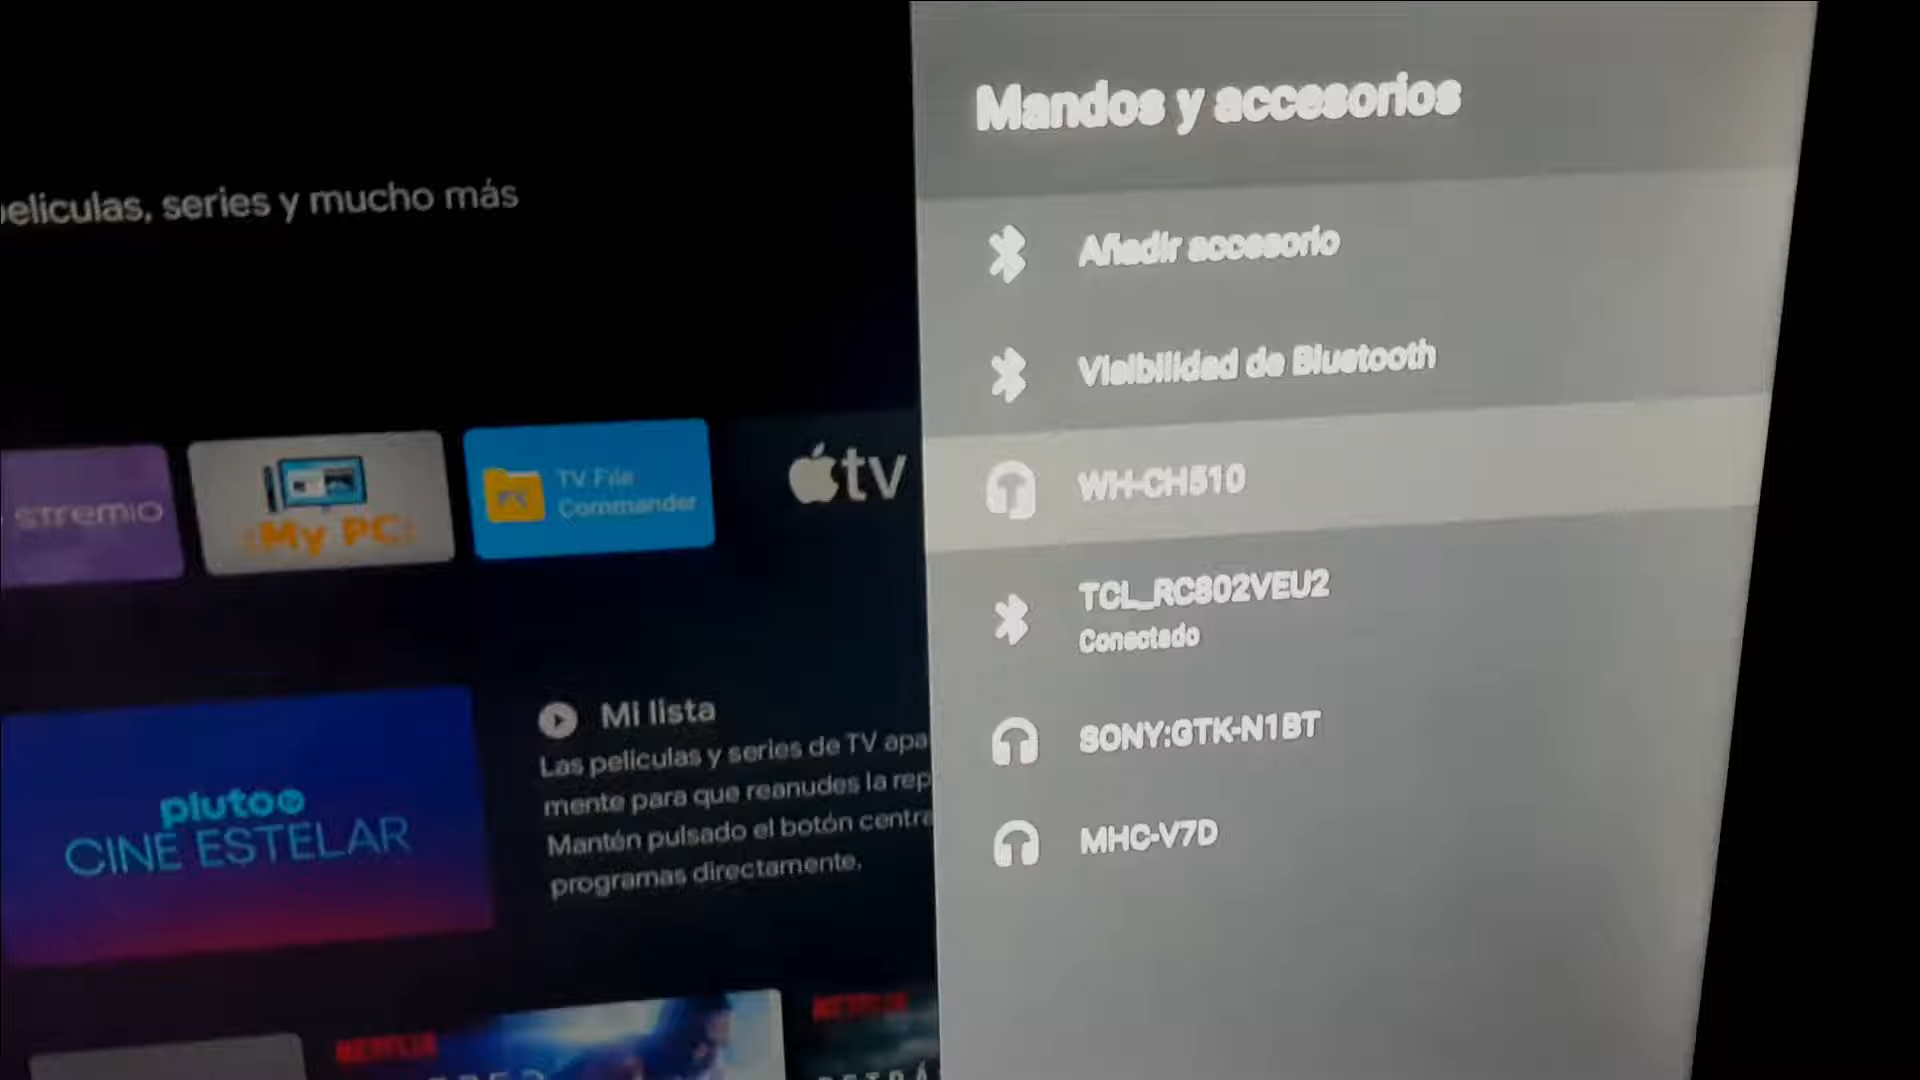 películas, series y mucho más
stremio
My PC
TV File
Commander
tv
pluto tv
CINE ESTELAR
Mi lista
Las películas y series de TV apa
mente para que reanudes la rep
Mantén pulsado el botón centra
programas directamente.
NETFLIX
NETFLIX
Mandos y accesorios
Añadir accesorio
Visibilidad de Bluetooth
WH-CH510
TCL_RC802VEU2
Conectado
SONY:GTK-N1BT
MHC-V7D